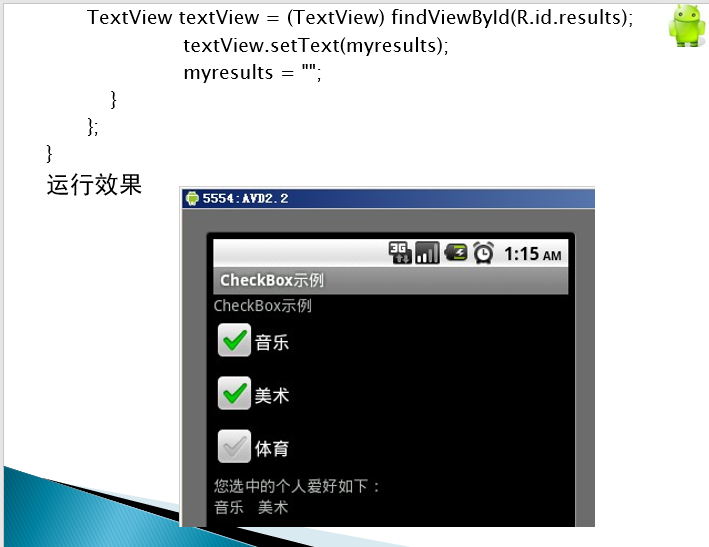 TextView textView = (TextView) findViewById(R.id.results);
textView.setText(myresults);
myresults = "";
}
};
}
运行效果
5554:AVD2.2
3G 1:15 AM
CheckBox示例
CheckBox示例
音乐
美术
体育
您选中的个人爱好如下：
音乐 美术